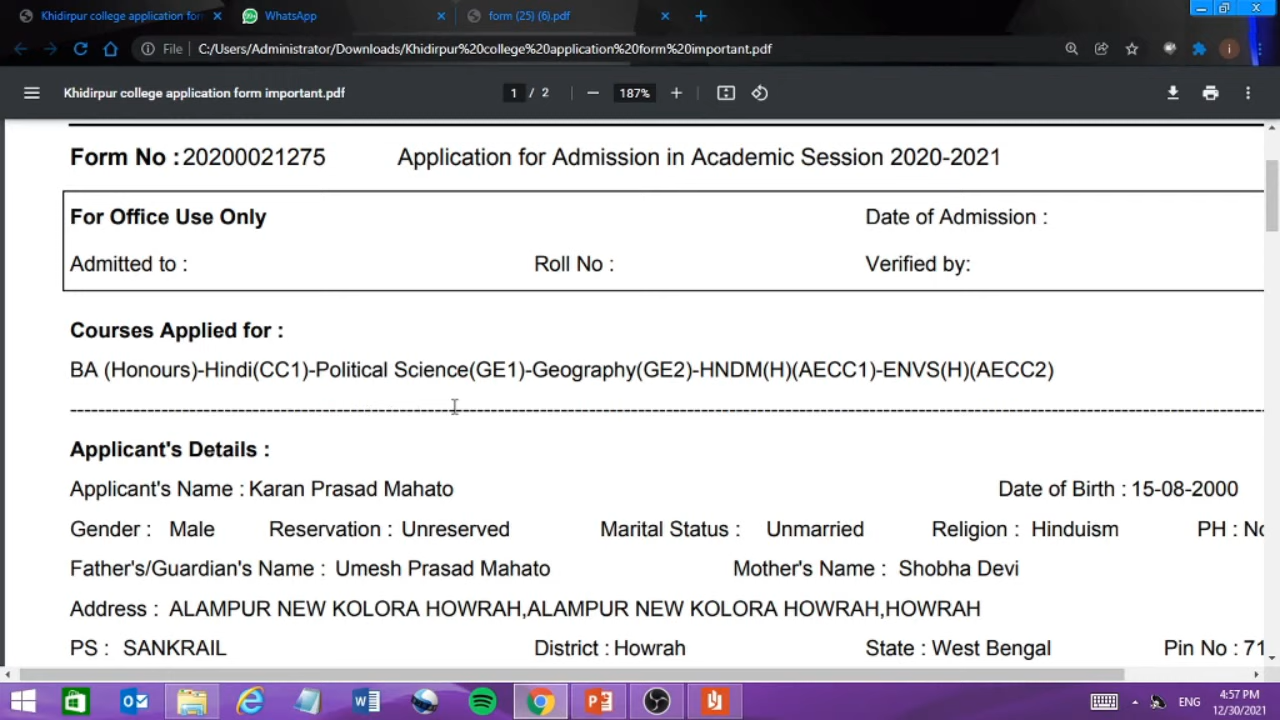 Khidirpur college application for
WhatsApp
form (25) (6).pdf
File
C:/Users/Administrator/Downloads/Khidirpur%20college%20application%20form%20important.pdf
i
Khidirpur college application form important.pdf
1 / 2
187%
Form No : 20200021275 Application for Admission in Academic Session 2020-2021
For Office Use Only Date of Admission :
Admitted to : Roll No : Verified by:
Courses Applied for :
BA (Honours)-Hindi(CC1)-Political Science(GE1)-Geography(GE2)-HNDM(H)(AECC1)-ENVS(H)(AECC2)
Applicant's Details :
Applicant's Name : Karan Prasad Mahato Date of Birth : 15-08-2000
Gender : Male Reservation : Unreserved Marital Status : Unmarried Religion : Hinduism PH : No
Father's/Guardian's Name : Umesh Prasad Mahato Mother's Name : Shobha Devi
Address : ALAMPUR NEW KOLORA HOWRAH,ALAMPUR NEW KOLORA HOWRAH,HOWRAH
PS : SANKRAIL District : Howrah State : West Bengal Pin No : 71
ENG
4:57 PM
12/30/2021